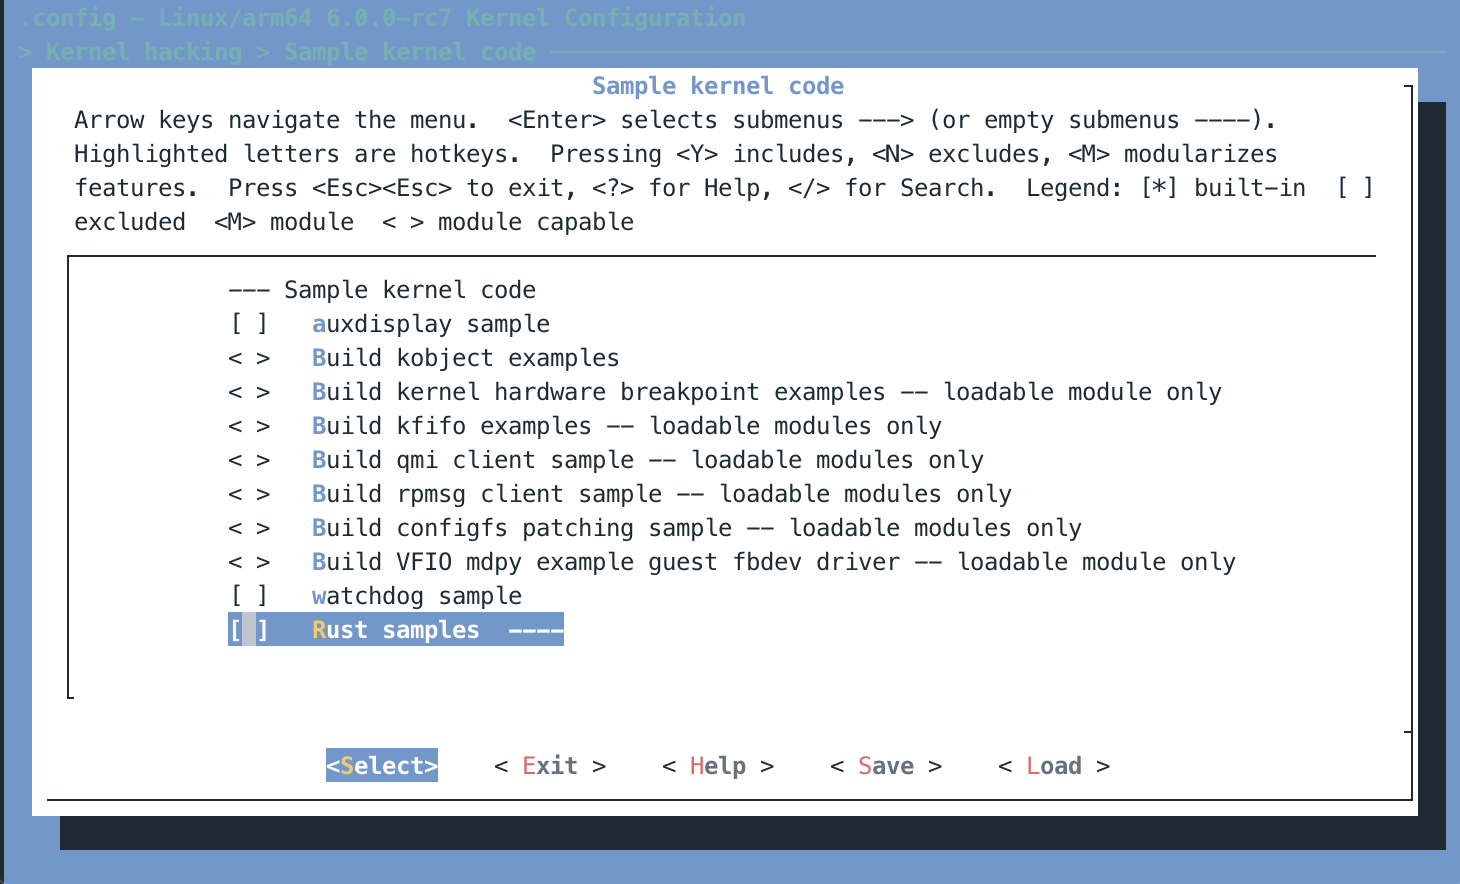 .config - Linux/arm64 6.0.0-rc7 Kernel Configuration
> Kernel hacking > Sample kernel code
Sample kernel code
Arrow keys navigate the menu.  <Enter> selects submenus ---> (or empty submenus ----).
Highlighted letters are hotkeys.  Pressing <Y> includes, <N> excludes, <M> modularizes
features.  Press <Esc><Esc> to exit, <?> for Help, </> for Search.  Legend: [*] built-in  [ ]
excluded  <M> module  < > module capable
--- Sample kernel code
[ ]   auxdisplay sample
< >   Build kobject examples
< >   Build kernel hardware breakpoint examples -- loadable module only
< >   Build kfifo examples -- loadable modules only
< >   Build qmi client sample -- loadable modules only
< >   Build rpmsg client sample -- loadable modules only
< >   Build configfs patching sample -- loadable modules only
< >   Build VFIO mdpy example guest fbdev driver -- loadable module only
[ ]   watchdog sample
[ ]   Rust samples  ----
<Select>    < Exit >    < Help >    < Save >    < Load >